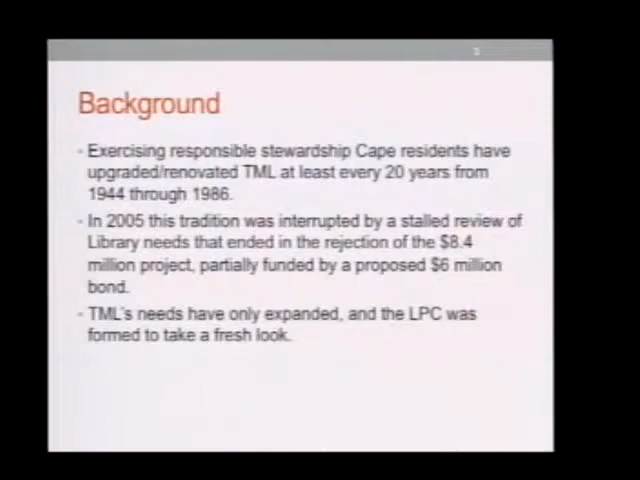 Background
· Exercising responsible stewardship Cape residents have
upgraded/renovated TML at least every 20 years from
1944 through 1986.
· In 2005 this tradition was interrupted by a stalled review of
Library needs that ended in the rejection of the $8.4
million project, partially funded by a proposed $6 million
bond.
· TML's needs have only expanded, and the LPC was
formed to take a fresh look.